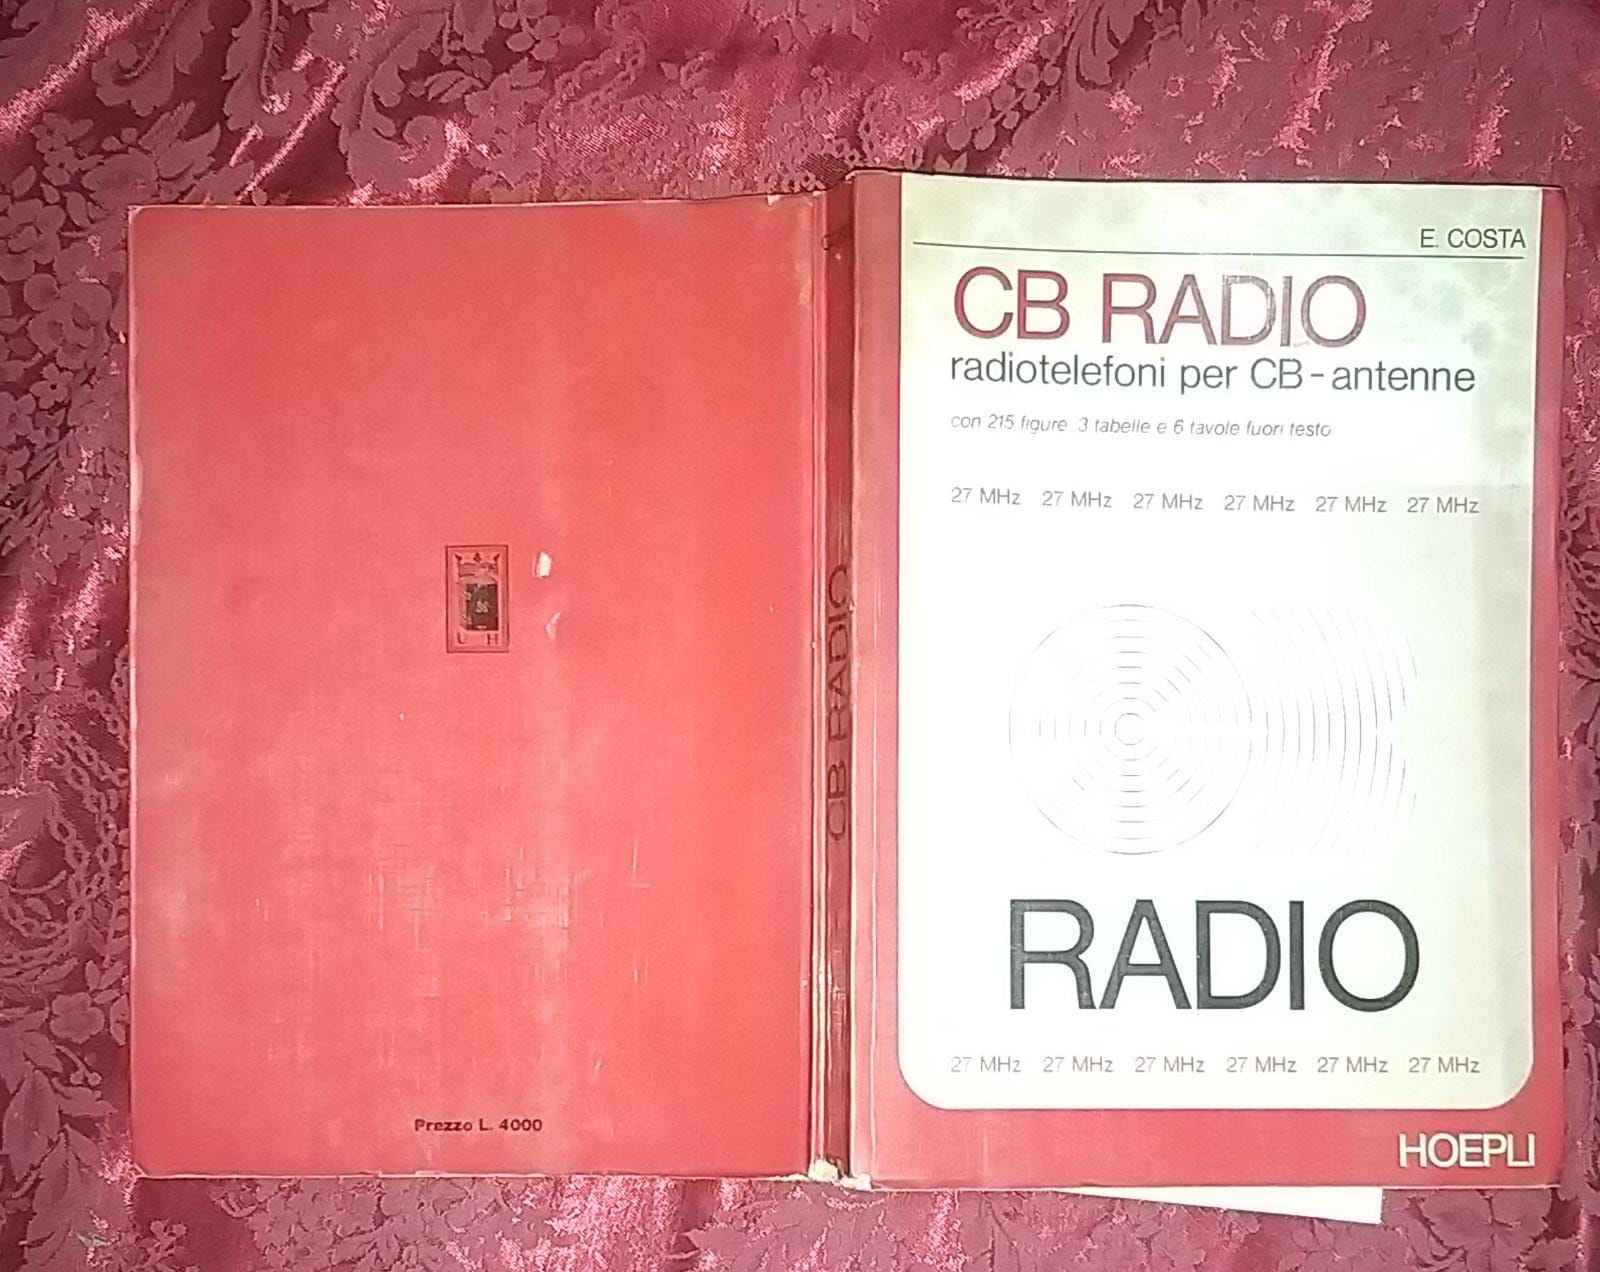 E. COSTA
CB RADIO
radiotelefoni per CB - antenne
con 215 figure 3 tabelle e 6 tavole fuori testo
27 MHz 27 MHz 27 MHz 27 MHz 27 MHz 27 MHz
RADIO
27 MHz 27 MHz 27 MHz 27 MHz 27 MHz 27 MHz
HOEPLI
CB RADIO
U H
Prezzo L. 4000